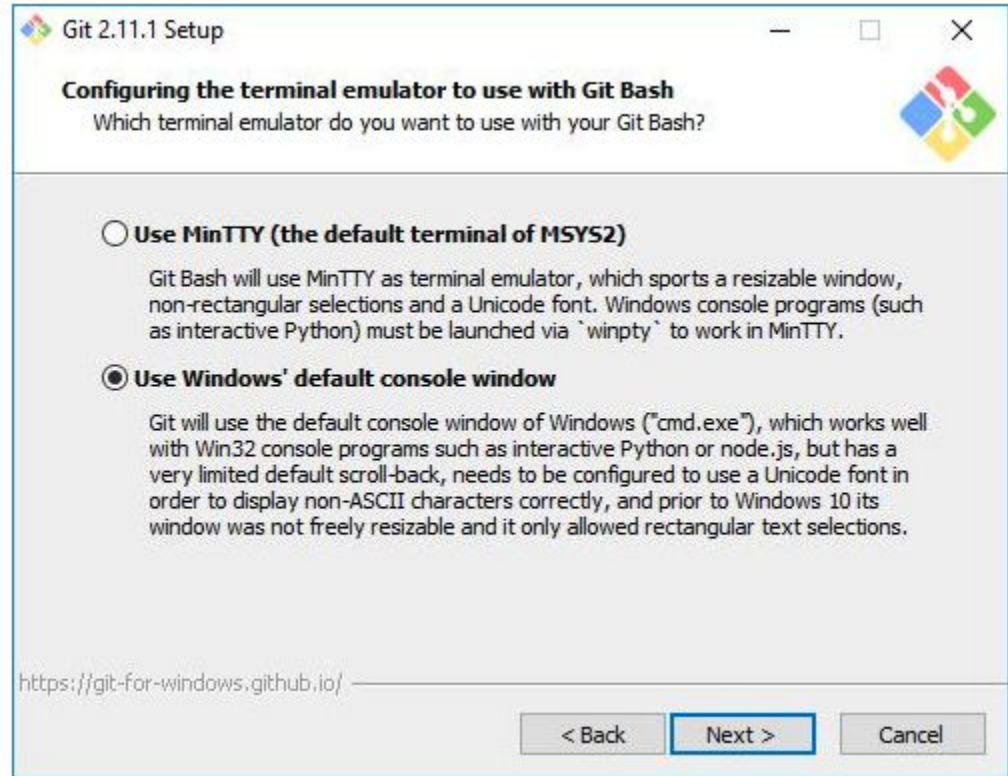 Git 2.11.1 Setup
Configuring the terminal emulator to use with Git Bash
Which terminal emulator do you want to use with your Git Bash?
Use MinTTY (the default terminal of MSYS2)
Git Bash will use MinTTY as terminal emulator, which sports a resizable window,
non-rectangular selections and a Unicode font. Windows console programs (such
as interactive Python) must be launched via `winpty` to work in MinTTY.
Use Windows' default console window
Git will use the default console window of Windows ("cmd.exe"), which works well
with Win32 console programs such as interactive Python or node.js, but has a
very limited default scroll-back, needs to be configured to use a Unicode font in
order to display non-ASCII characters correctly, and prior to Windows 10 its
window was not freely resizable and it only allowed rectangular text selections.
https://git-for-windows.github.io/
< Back
Next >
Cancel